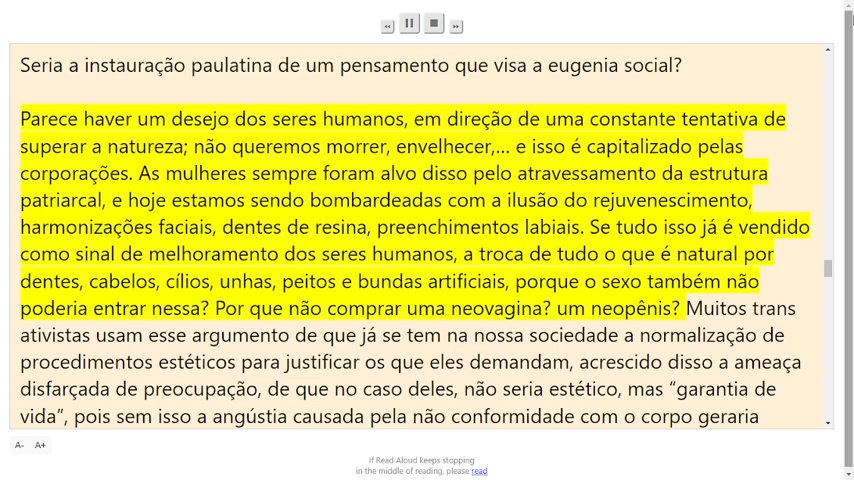 Seria a instauração paulatina de um pensamento que visa a eugenia social?
Parece haver um desejo dos seres humanos, em direção de uma constante tentativa de
superar a natureza; não queremos morrer, envelhecer,... e isso é capitalizado pelas
corporações. As mulheres sempre foram alvo disso pelo atravessamento da estrutura
patriarcal, e hoje estamos sendo bombardeadas com a ilusão do rejuvenescimento,
harmonizações faciais, dentes de resina, preenchimentos labiais. Se tudo isso já é vendido
como sinal de melhoramento dos seres humanos, a troca de tudo o que é natural por
dentes, cabelos, cílios, unhas, peitos e bundas artificiais, porque o sexo também não
poderia entrar nessa? Por que não comprar uma neovagina? um neopênis? Muitos trans
ativistas usam esse argumento de que já se tem na nossa sociedade a normalização de
procedimentos estéticos para justificar os que eles demandam, acrescido disso a ameaça
disfarçada de preocupação, de que no caso deles, não seria estético, mas “garantia de
vida”, pois sem isso a angústia causada pela não conformidade com o corpo geraria
A- A+
If Read Aloud keeps stopping
in the middle of reading, please read